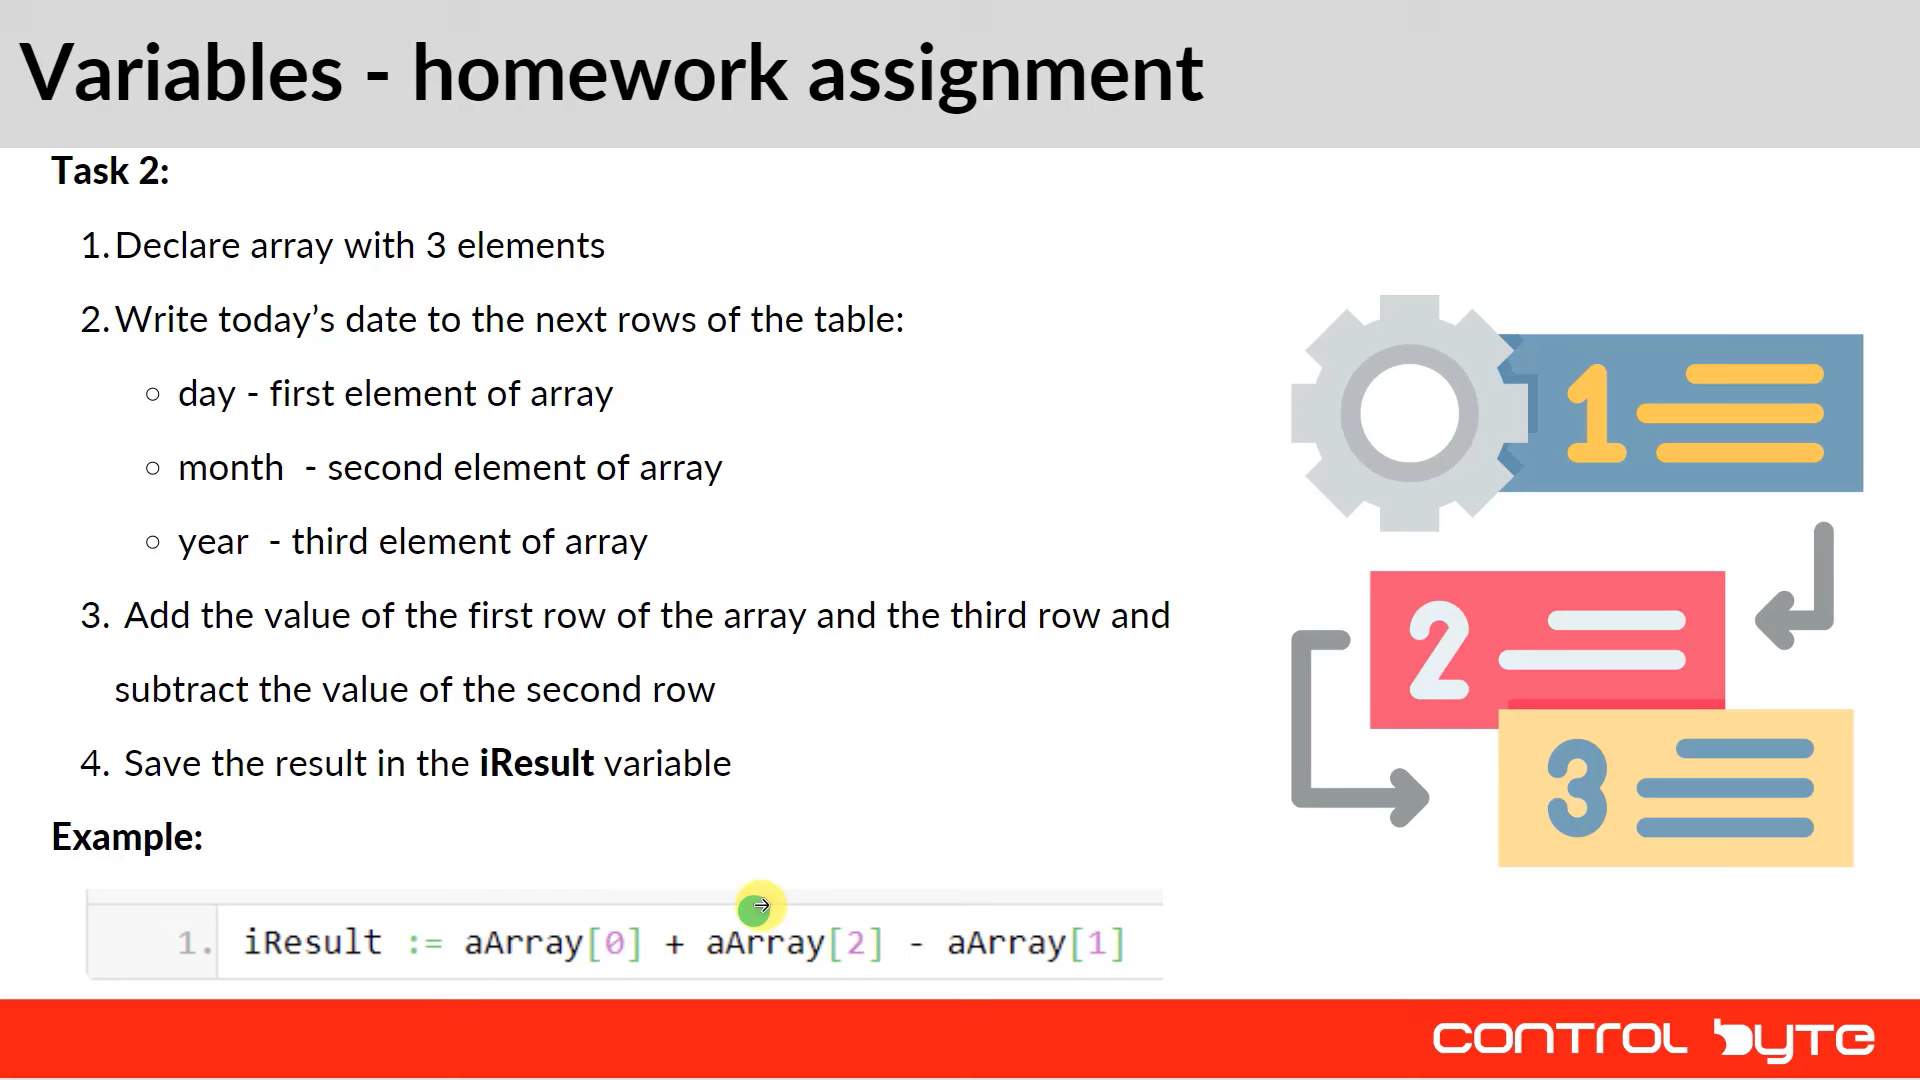 Variables - homework assignment
Task 2:
1. Declare array with 3 elements
2. Write today’s date to the next rows of the table:
○ day - first element of array
○ month - second element of array
○ year - third element of array
3. Add the value of the first row of the array and the third row and
subtract the value of the second row
4. Save the result in the iResult variable
Example:
1. iResult := aArray[0] + aArray[2] - aArray[1]
1
2
3
CONTROL BYTE